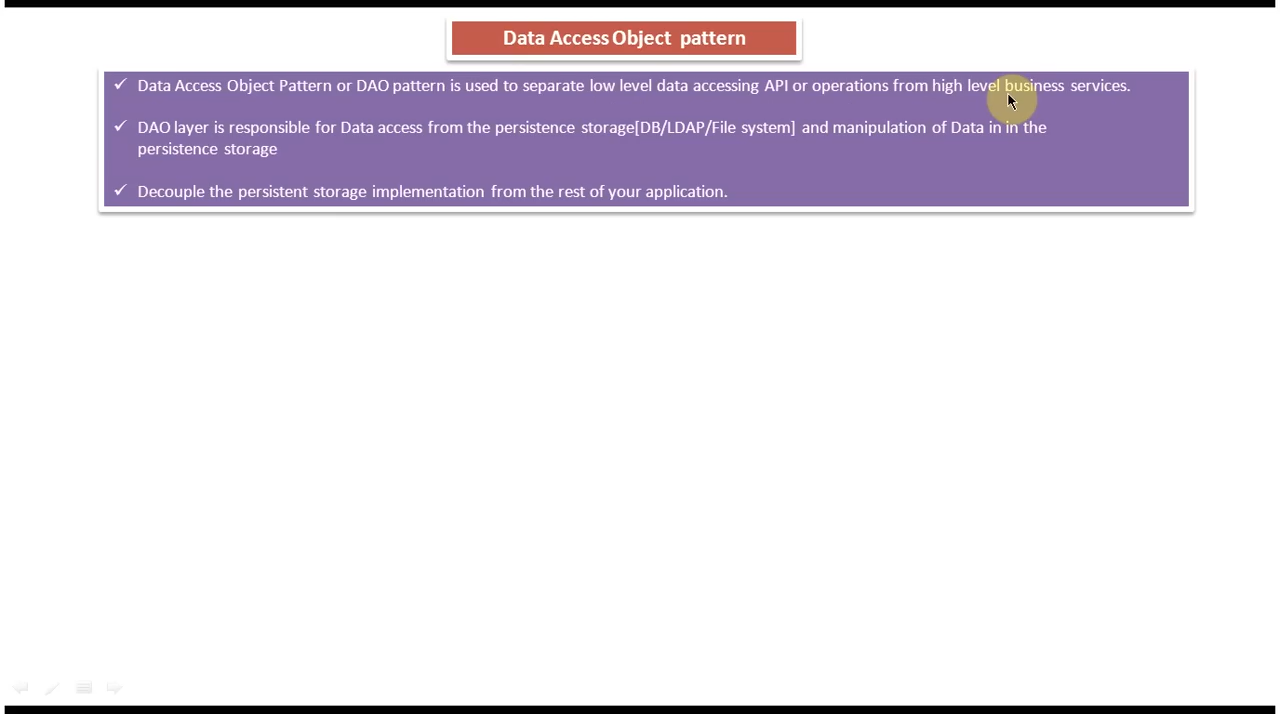 Data Access Object pattern
✓ Data Access Object Pattern or DAO pattern is used to separate low level data accessing API or operations from high level business services.
✓ DAO layer is responsible for Data access from the persistence storage[DB/LDAP/File system] and manipulation of Data in in the
persistence storage
✓ Decouple the persistent storage implementation from the rest of your application.